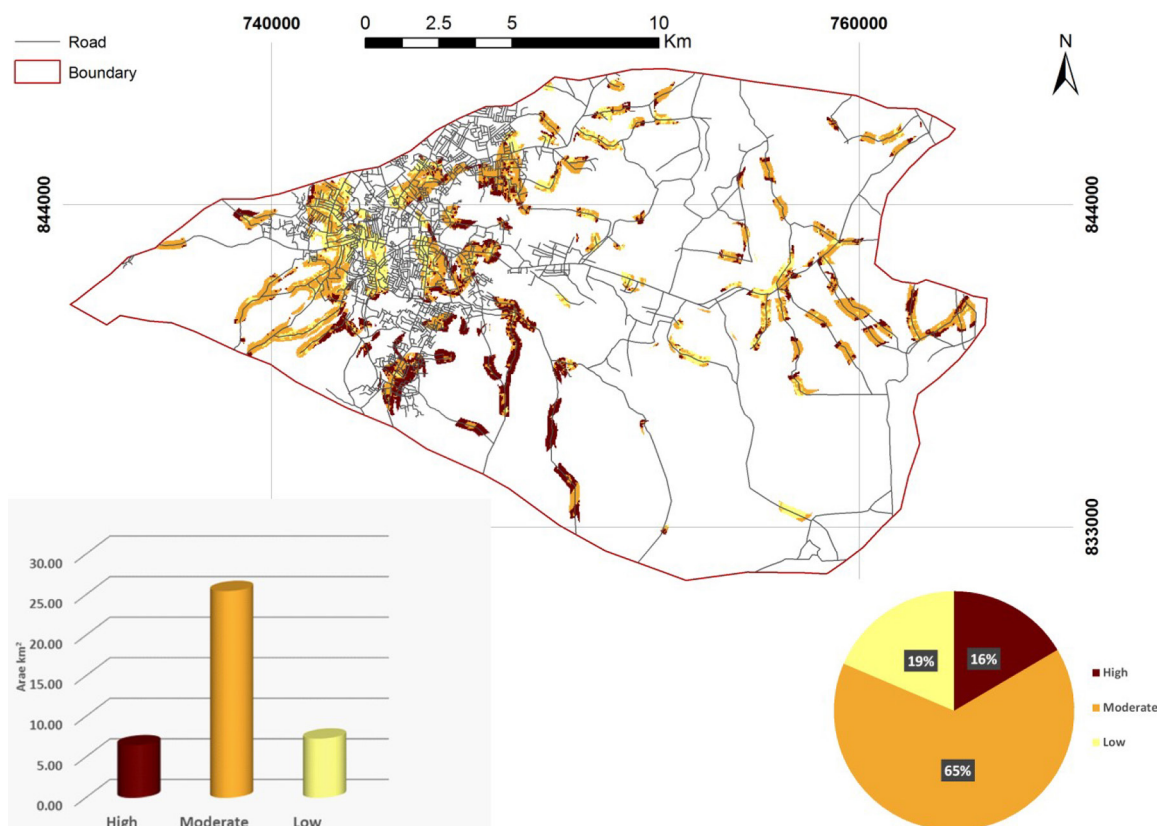 740000
0 2.5 5 10
760000
Km
Road
Boundary
N
844000
844000
833000
30.00
25.00
20.00
15.00
10.00
5.00
0.00
Arae km²
High Moderate Low
19%
16%
65%
High
Moderate
Low